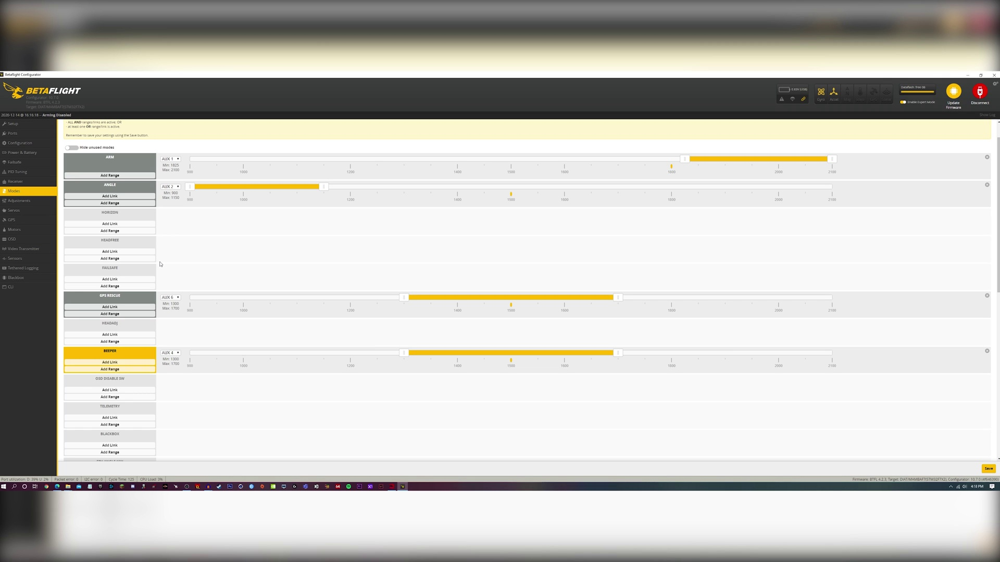 Betaflight Configurator
BETAFLIGHT
Configurator: 10.7.0
Firmware: BTFL 4.2.3
Target: DIAT/MAMBAF7(STM32F7X2)
0.83V (USB)
Gyro
Accel
Dataflash: free 0B
Enable Expert Mode
Update
Firmware
Disconnect
2020-12-14 @ 16:16:18 -- Arming Disabled
Show Log
Setup
Ports
Configuration
Power & Battery
Failsafe
PID Tuning
Receiver
Modes
Adjustments
Servos
GPS
Motors
OSD
Video Transmitter
Sensors
Tethered Logging
Blackbox
CLI
- ALL AND ranges/links are active; OR
- at least one OR range/link is active.
Remember to save your settings using the Save button.
Hide unused modes
ARM
Add Range
AUX 1
Min: 1825
Max: 2100
900 1000 1200 1400 1500 1600 1800 2000 2100
ANGLE
Add Link
Add Range
AUX 2
Min: 900
Max: 1150
900 1000 1200 1400 1500 1600 1800 2000 2100
HORIZON
Add Link
Add Range
HEADFREE
Add Link
Add Range
FAILSAFE
Add Link
Add Range
GPS RESCUE
Add Link
Add Range
AUX 6
Min: 1300
Max: 1700
900 1000 1200 1400 1500 1600 1800 2000 2100
HEADADJ
Add Link
Add Range
BEEPER
Add Link
Add Range
AUX 4
Min: 1300
Max: 1700
900 1000 1200 1400 1500 1600 1800 2000 2100
OSD DISABLE SW
Add Link
Add Range
TELEMETRY
Add Link
Add Range
BLACKBOX
Add Link
Add Range
Save
Port utilization: D: 39% U: 2% Packet error: 0 I2C error: 0 Cycle Time: 125 CPU Load: 3%
Firmware: BTFL 4.2.3, Target: DIAT/MAMBAF7(STM32F7X2), Configurator: 10.7.0 (4f646390)
4:18 PM